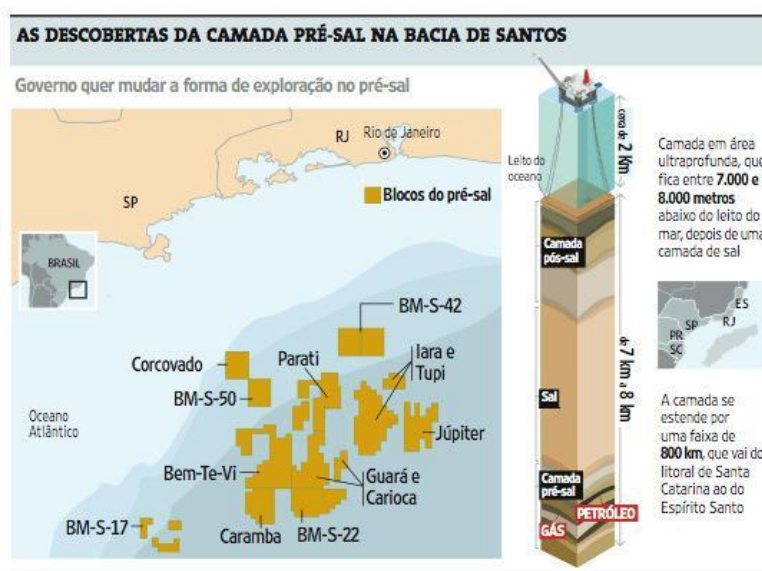 AS DESCOBERTAS DA CAMADA PRÉ-SAL NA BACIA DE SANTOS
Governo quer mudar a forma de exploração no pré-sal
RJ
Rio de Janeiro
SP
Blocos do pré-sal
BRASIL
BM-S-42
Corcovado
Parati
Iara e
Tupi
BM-S-50
Oceano
Atlântico
Júpiter
Bem-Te-Vi
Guará e
Carioca
BM-S-17
Caramba
BM-S-22
cerca de 2 km
Leito do
oceano
Camada
pós-sal
Sal
de 7 km a 8 km
Camada
pré-sal
PETRÓLEO
GÁS
Camada em área
ultraprofunda, que
fica entre 7.000 e
8.000 metros
abaixo do leito do
mar, depois de uma
camada de sal
ES
SP
RJ
PR
SC
A camada se
estende por
uma faixa de
800 km, que vai do
litoral de Santa
Catarina ao do
Espírito Santo